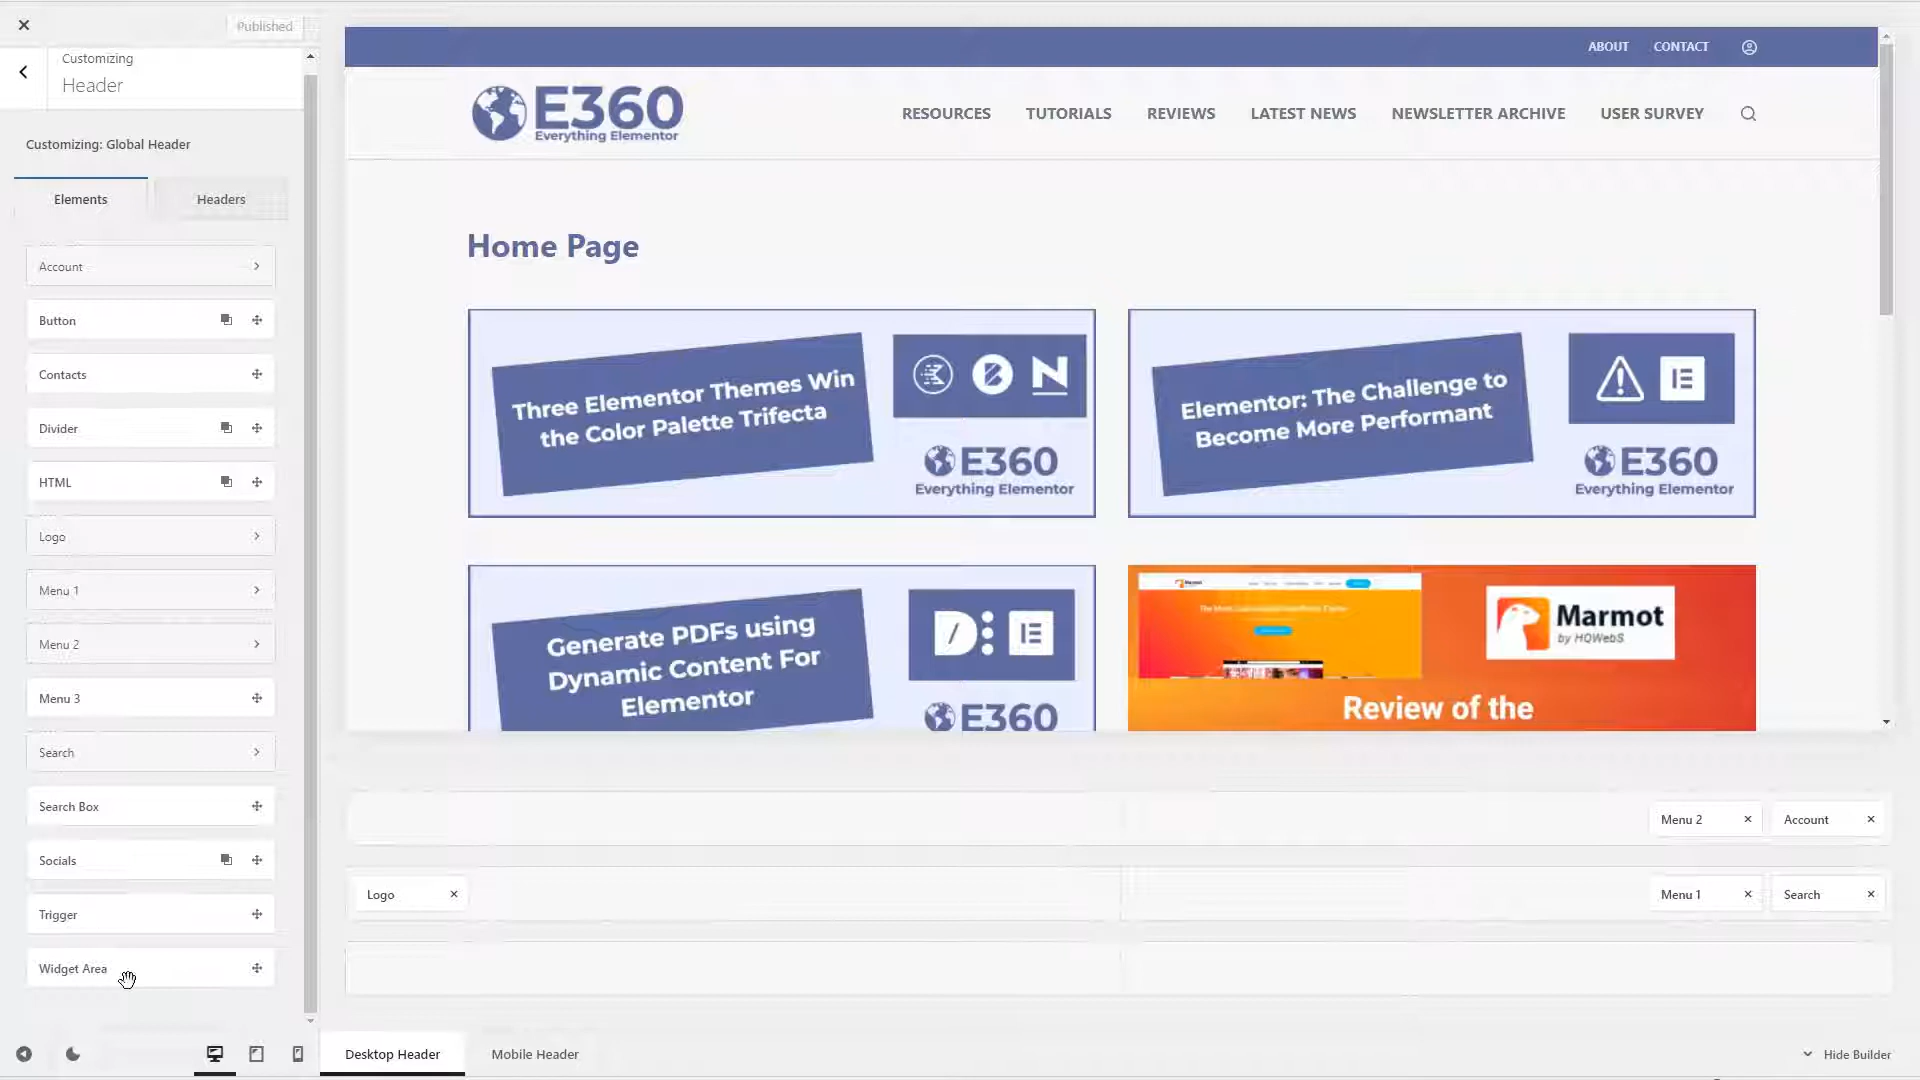 Published
Customizing
Header
Customizing: Global Header
Elements
Headers
Account
Button
Contacts
Divider
HTML
Logo
Menu 1
Menu 2
Menu 3
Search
Search Box
Socials
Trigger
Widget Area
ABOUT
CONTACT
E360
Everything Elementor
RESOURCES
TUTORIALS
REVIEWS
LATEST NEWS
NEWSLETTER ARCHIVE
USER SURVEY
Home Page
Three Elementor Themes Win
the Color Palette Trifecta
E360
Everything Elementor
Elementor: The Challenge to
Become More Performant
E360
Everything Elementor
Generate PDFs using
Dynamic Content For
Elementor
E360
Marmot
by HQWebS
Review of the
Menu 2
Account
Logo
Menu 1
Search
Desktop Header
Mobile Header
Hide Builder